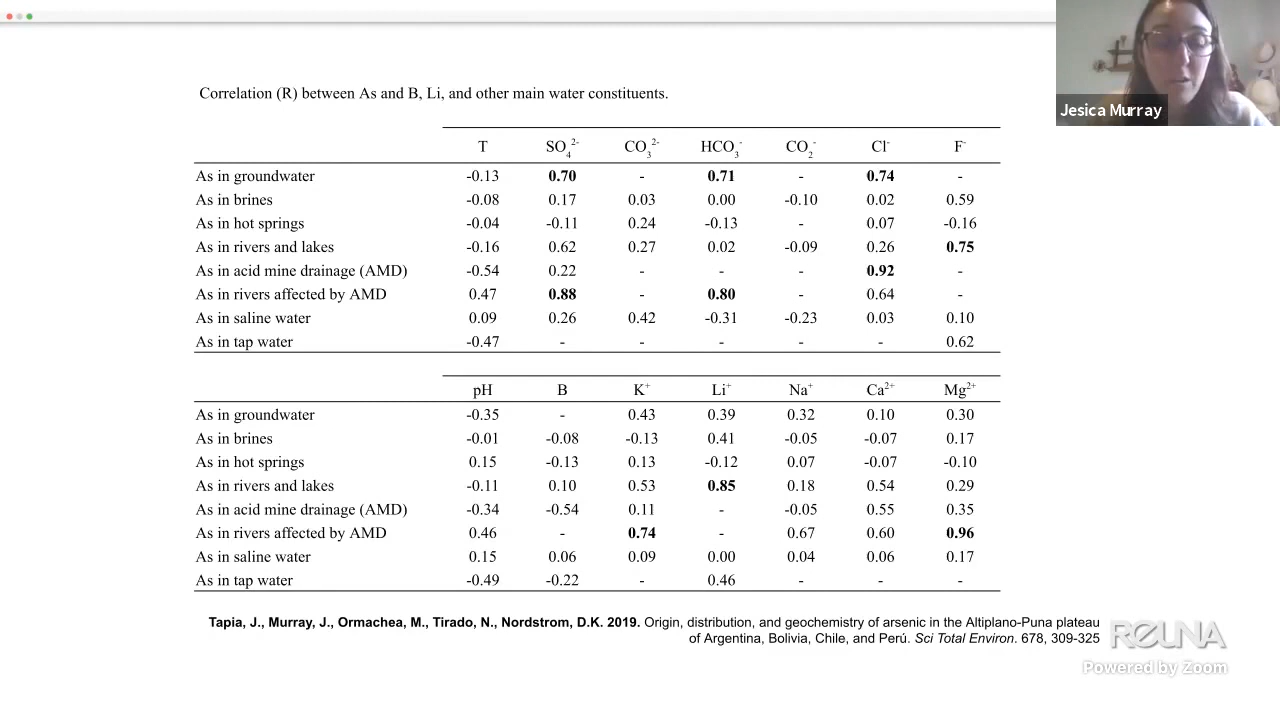 Jesica Murray
Correlation (R) between As and B, Li, and other main water constituents.
T SO₄²⁻ CO₃²⁻ HCO₃⁻ CO₂⁻ Cl⁻ F⁻
As in groundwater -0.13 0.70 - 0.71 - 0.74 -
As in brines -0.08 0.17 0.03 0.00 -0.10 0.02 0.59
As in hot springs -0.04 -0.11 0.24 -0.13 - 0.07 -0.16
As in rivers and lakes -0.16 0.62 0.27 0.02 -0.09 0.26 0.75
As in acid mine drainage (AMD) -0.54 0.22 - - - 0.92 -
As in rivers affected by AMD 0.47 0.88 - 0.80 - 0.64 -
As in saline water 0.09 0.26 0.42 -0.31 -0.23 0.03 0.10
As in tap water -0.47 - - - - - 0.62
pH B K⁺ Li⁺ Na⁺ Ca²⁺ Mg²⁺
As in groundwater -0.35 - 0.43 0.39 0.32 0.10 0.30
As in brines -0.01 -0.08 -0.13 0.41 -0.05 -0.07 0.17
As in hot springs 0.15 -0.13 0.13 -0.12 0.07 -0.07 -0.10
As in rivers and lakes -0.11 0.10 0.53 0.85 0.18 0.54 0.29
As in acid mine drainage (AMD) -0.34 -0.54 0.11 - -0.05 0.55 0.35
As in rivers affected by AMD 0.46 - 0.74 - 0.67 0.60 0.96
As in saline water 0.15 0.06 0.09 0.00 0.04 0.06 0.17
As in tap water -0.49 -0.22 - 0.46 - - -
Tapia, J., Murray, J., Ormachea, M., Tirado, N., Nordstrom, D.K. 2019. Origin, distribution, and geochemistry of arsenic in the Altiplano-Puna plateau
of Argentina, Bolivia, Chile, and Perú. Sci Total Environ. 678, 309-325
REUNA
Powered by Zoom